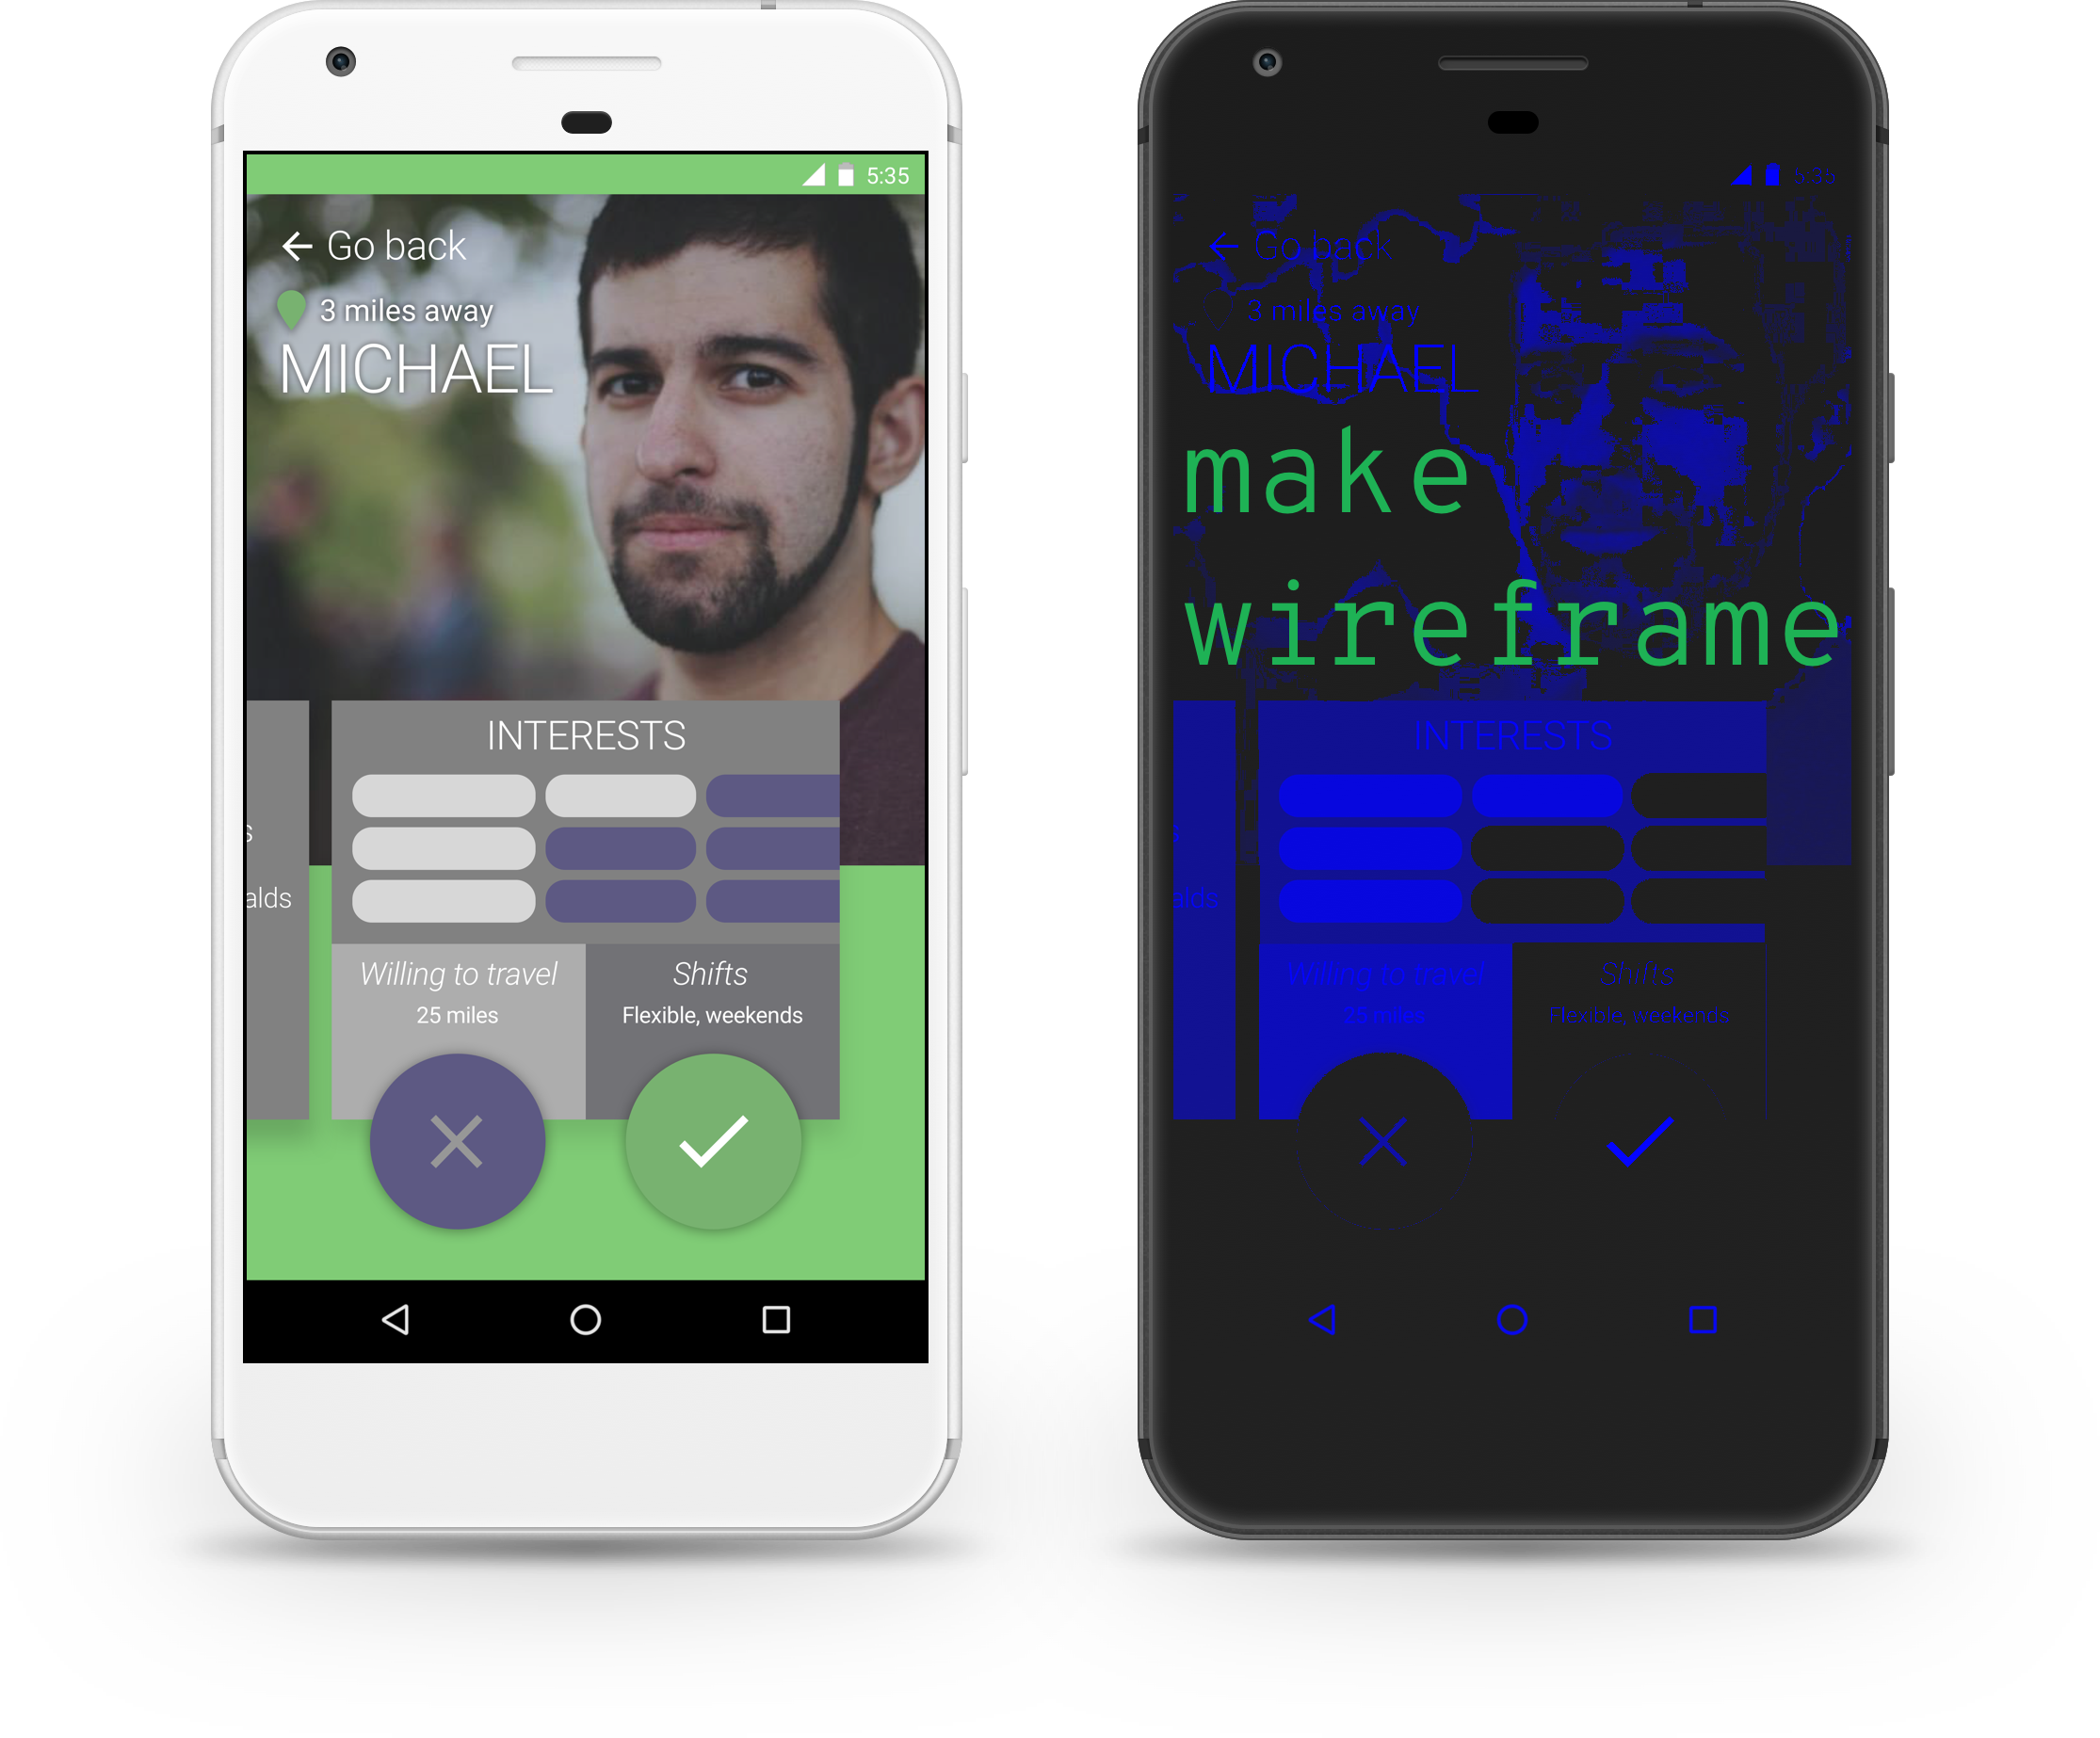 5:35
Go back
3 miles away
MICHAEL
INTERESTS
s
alds
Willing to travel
25 miles
Shifts
Flexible, weekends
5:35
Go back
3 miles away
MICHAEL
make
wireframe
INTERESTS
alds
Willing to travel
25 miles
Shifts
Flexible, weekends